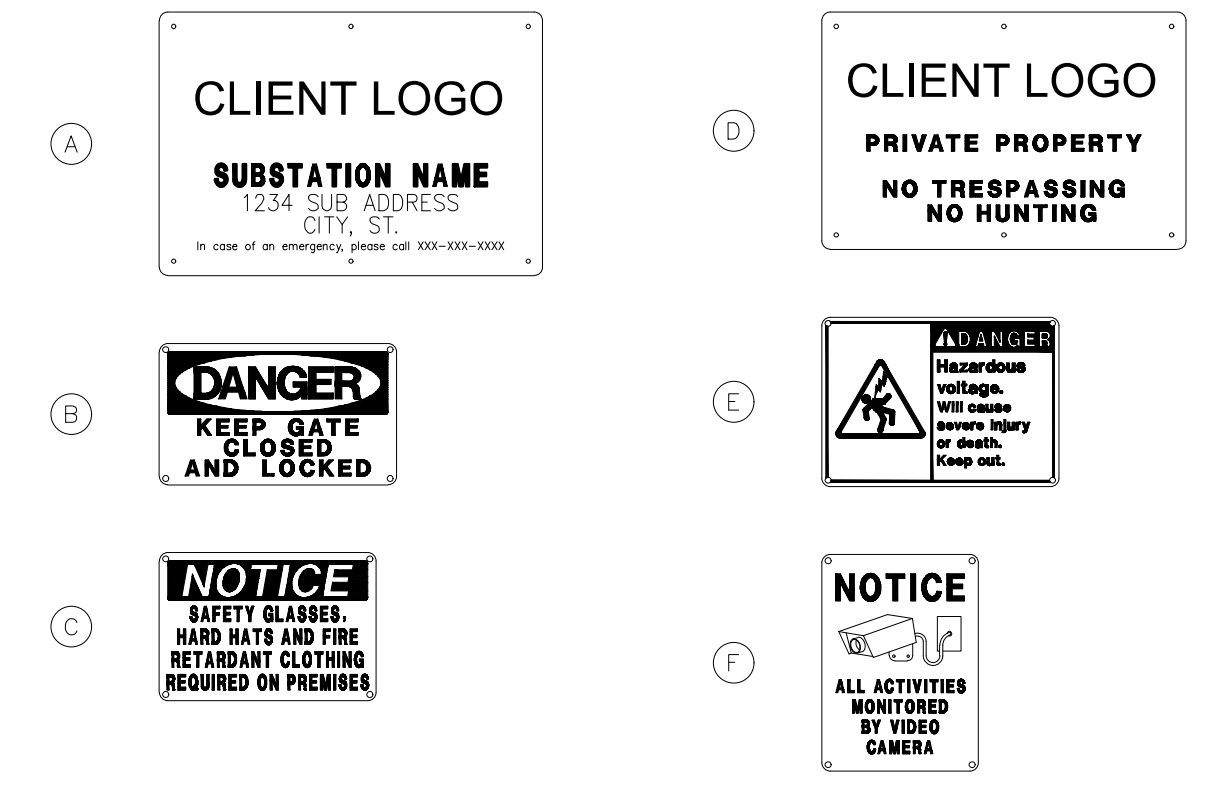 A
CLIENT LOGO
SUBSTATION NAME
1234 SUB ADDRESS
CITY, ST.
In case of an emergency, please call XXX-XXX-XXXX
B
DANGER
KEEP GATE
CLOSED
AND LOCKED
C
NOTICE
SAFETY GLASSES,
HARD HATS AND FIRE
RETARDANT CLOTHING
REQUIRED ON PREMISES
D
CLIENT LOGO
PRIVATE PROPERTY
NO TRESPASSING
NO HUNTING
E
DANGER
Hazardous
voltage.
Will cause
severe injury
or death.
Keep out.
F
NOTICE
ALL ACTIVITIES
MONITORED
BY VIDEO
CAMERA